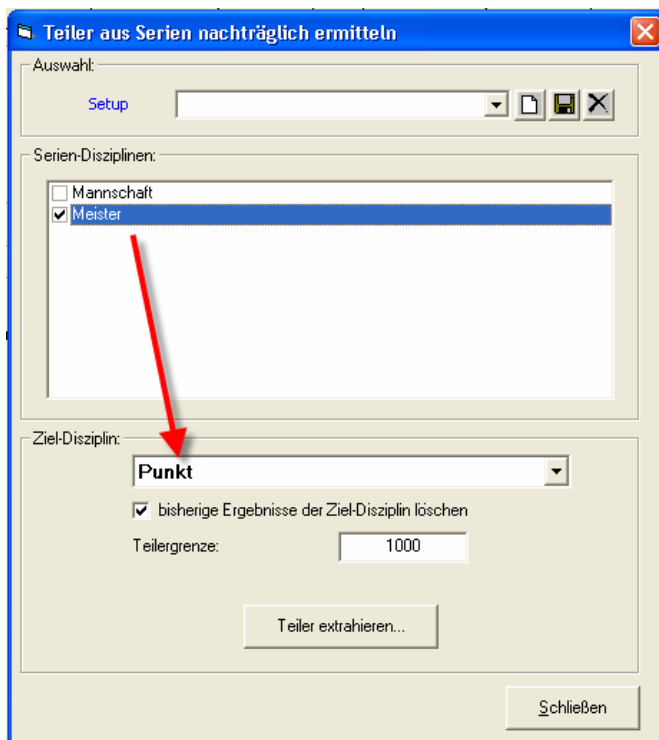 Teiler aus Serien nachträglich ermitteln
Auswahl:
Setup
Serien-Disziplinen:
Mannschaft
Meister
Ziel-Disziplin:
Punkt
bisherige Ergebnisse der Ziel-Disziplin löschen
Teilergrenze: 1000
Teiler extrahieren...
Schließen